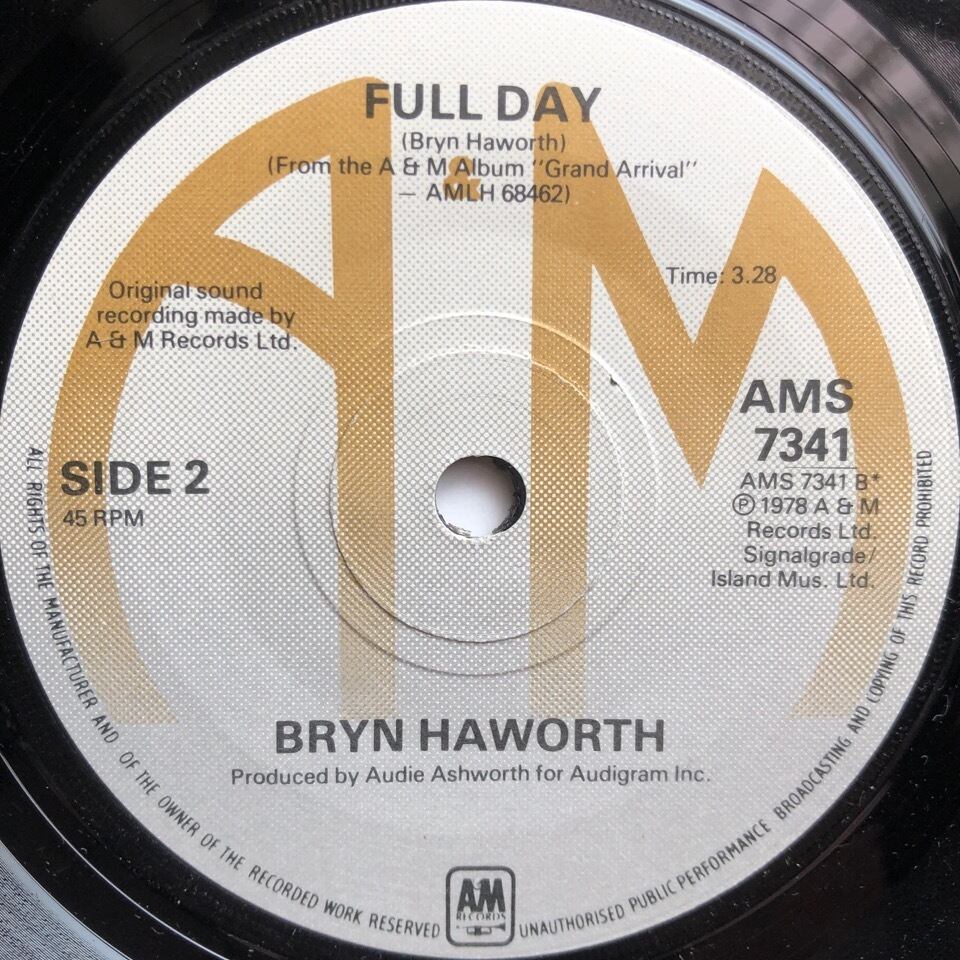 FULL DAY
(Bryn Haworth)
(From the A & M Album "Grand Arrival"
– AMLH 68462)
&
Time: 3.28
Original sound
recording made by
A & M Records Ltd.
AMS
7341
AMS 7341 B*
Ⓟ 1978 A & M
Records Ltd.
Signalgrade/
Island Mus. Ltd.
SIDE 2
45 RPM
BRYN HAWORTH
Produced by Audie Ashworth for Audigram Inc.
ALL RIGHTS OF THE MANUFACTURER AND OF THE OWNER OF THE RECORDED WORK RESERVED
AM
RECORDS
UNAUTHORISED PUBLIC PERFORMANCE BROADCASTING AND COPYING OF THIS RECORD PROHIBITED